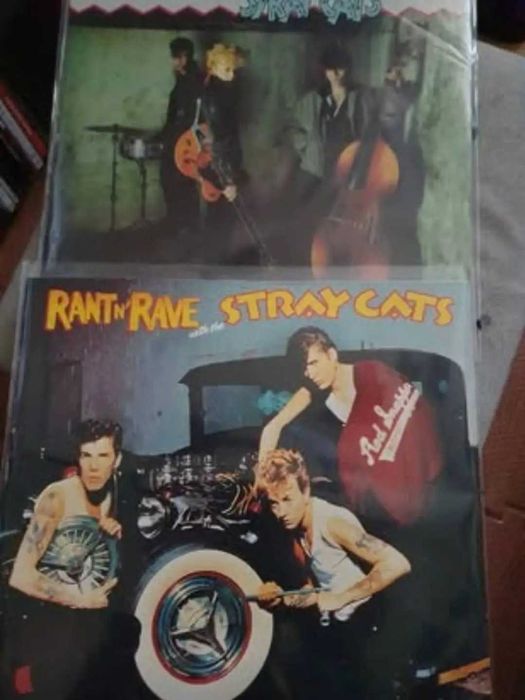 STRAY CATS
RANT N' RAVE with the STRAY CATS